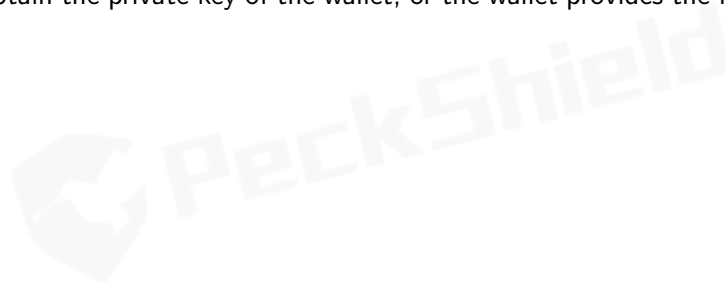 the private key of the wallet, or the wallet provides the
PeckShield